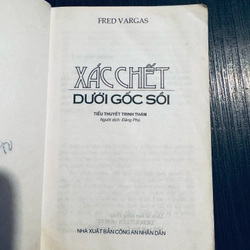 FRED VARGAS
XÁC CHẾT
DƯỚI GỐC SỒI
TIỂU THUYẾT TRINH THÁM
Người dịch: Đăng Phú
NHÀ XUẤT BẢN CÔNG AN NHÂN DÂN